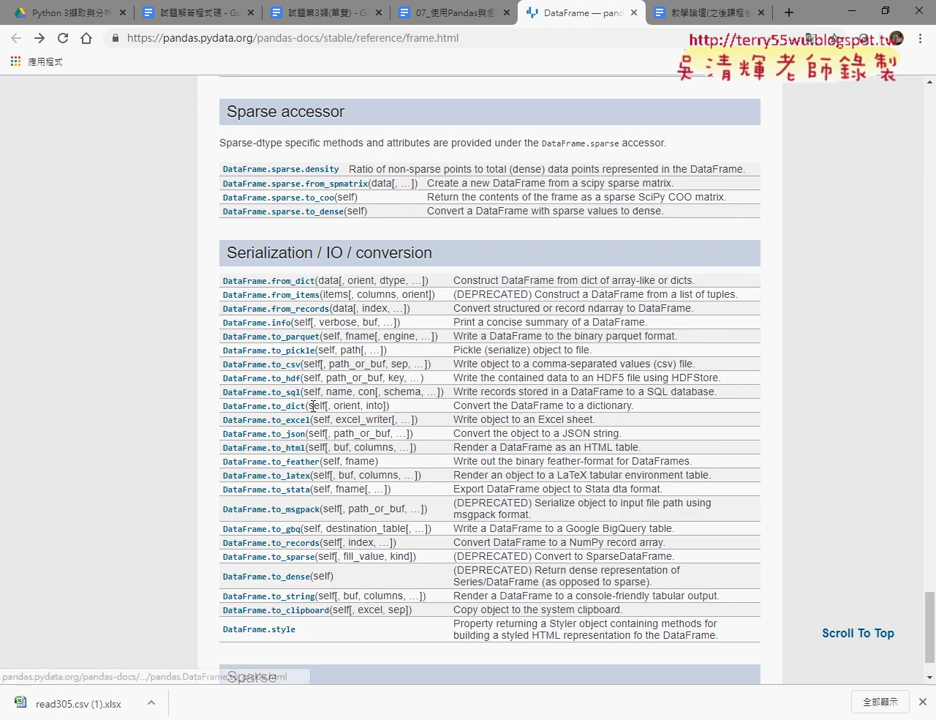 Python 3擷取與分析
試題解答程式碼 - G
試題第3類(單雙) - G
07_使用Pandas與處
DataFrame — pand
教學論壇(之後課程會
https://pandas.pydata.org/pandas-docs/stable/reference/frame.html
http://terry55wu.blogspot.tw
應用程式
吳清輝老師錄製
Sparse accessor
Sparse-dtype specific methods and attributes are provided under the DataFrame.sparse accessor.
DataFrame.sparse.density Ratio of non-sparse points to total (dense) data points represented in the DataFrame.
DataFrame.sparse.from_spmatrix(data[, …]) Create a new DataFrame from a scipy sparse matrix.
DataFrame.sparse.to_coo(self) Return the contents of the frame as a sparse SciPy COO matrix.
DataFrame.sparse.to_dense(self) Convert a DataFrame with sparse values to dense.
Serialization / IO / conversion
DataFrame.from_dict(data[, orient, dtype, …]) Construct DataFrame from dict of array-like or dicts.
DataFrame.from_items(items[, columns, orient]) (DEPRECATED) Construct a DataFrame from a list of tuples.
DataFrame.from_records(data[, index, …]) Convert structured or record ndarray to DataFrame.
DataFrame.info(self[, verbose, buf, …]) Print a concise summary of a DataFrame.
DataFrame.to_parquet(self, fname[, engine, …]) Write a DataFrame to the binary parquet format.
DataFrame.to_pickle(self, path[, …]) Pickle (serialize) object to file.
DataFrame.to_csv(self[, path_or_buf, sep, …]) Write object to a comma-separated values (csv) file.
DataFrame.to_hdf(self, path_or_buf, key, …) Write the contained data to an HDF5 file using HDFStore.
DataFrame.to_sql(self, name, con[, schema, …]) Write records stored in a DataFrame to a SQL database.
DataFrame.to_dict(self[, orient, into]) Convert the DataFrame to a dictionary.
DataFrame.to_excel(self, excel_writer[, …]) Write object to an Excel sheet.
DataFrame.to_json(self[, path_or_buf, …]) Convert the object to a JSON string.
DataFrame.to_html(self[, buf, columns, …]) Render a DataFrame as an HTML table.
DataFrame.to_feather(self, fname) Write out the binary feather-format for DataFrames.
DataFrame.to_latex(self[, buf, columns, …]) Render an object to a LaTeX tabular environment table.
DataFrame.to_stata(self, fname[, …]) Export DataFrame object to Stata dta format.
DataFrame.to_msgpack(self[, path_or_buf, …]) (DEPRECATED) Serialize object to input file path using
msgpack format.
DataFrame.to_gbq(self, destination_table[, …]) Write a DataFrame to a Google BigQuery table.
DataFrame.to_records(self[, index, …]) Convert DataFrame to a NumPy record array.
DataFrame.to_sparse(self[, fill_value, kind]) (DEPRECATED) Convert to SparseDataFrame.
DataFrame.to_dense(self) (DEPRECATED) Return dense representation of
Series/DataFrame (as opposed to sparse).
DataFrame.to_string(self[, buf, columns, …]) Render a DataFrame to a console-friendly tabular output.
DataFrame.to_clipboard(self[, excel, sep]) Copy object to the system clipboard.
DataFrame.style Property returning a Styler object containing methods for
building a styled HTML representation fo the DataFrame.
Scroll To Top
Sparse
read305.csv (1).xlsx
全部顯示